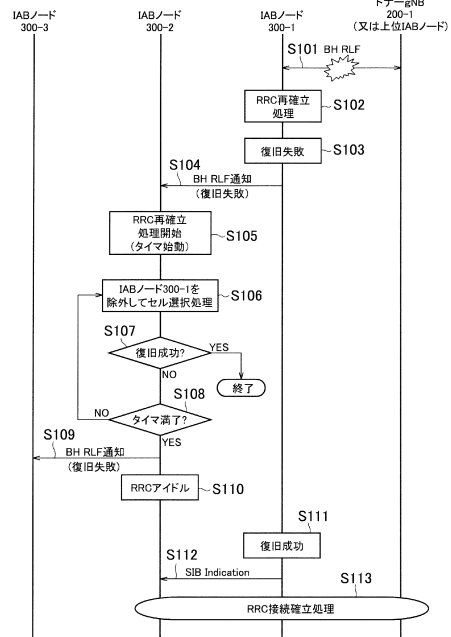 IABノード
300-3
IABノード
300-2
IABノード
300-1
ドナーgNB
200-1
(又は上位IABノード)
S101
BH RLF
RRC再確立
処理
S102
復旧失敗
S103
S104
BH RLF通知
(復旧失敗)
RRC再確立
処理開始
(タイマ始動)
S105
IABノード300-1を
除外してセル選択処理
S106
S107
復旧成功?
YES
NO
終了
S108
タイマ満了?
NO
YES
S109
BH RLF通知
(復旧失敗)
RRCアイドル
S110
S111
復旧成功
S112
SIB Indication
S113
RRC接続確立処理